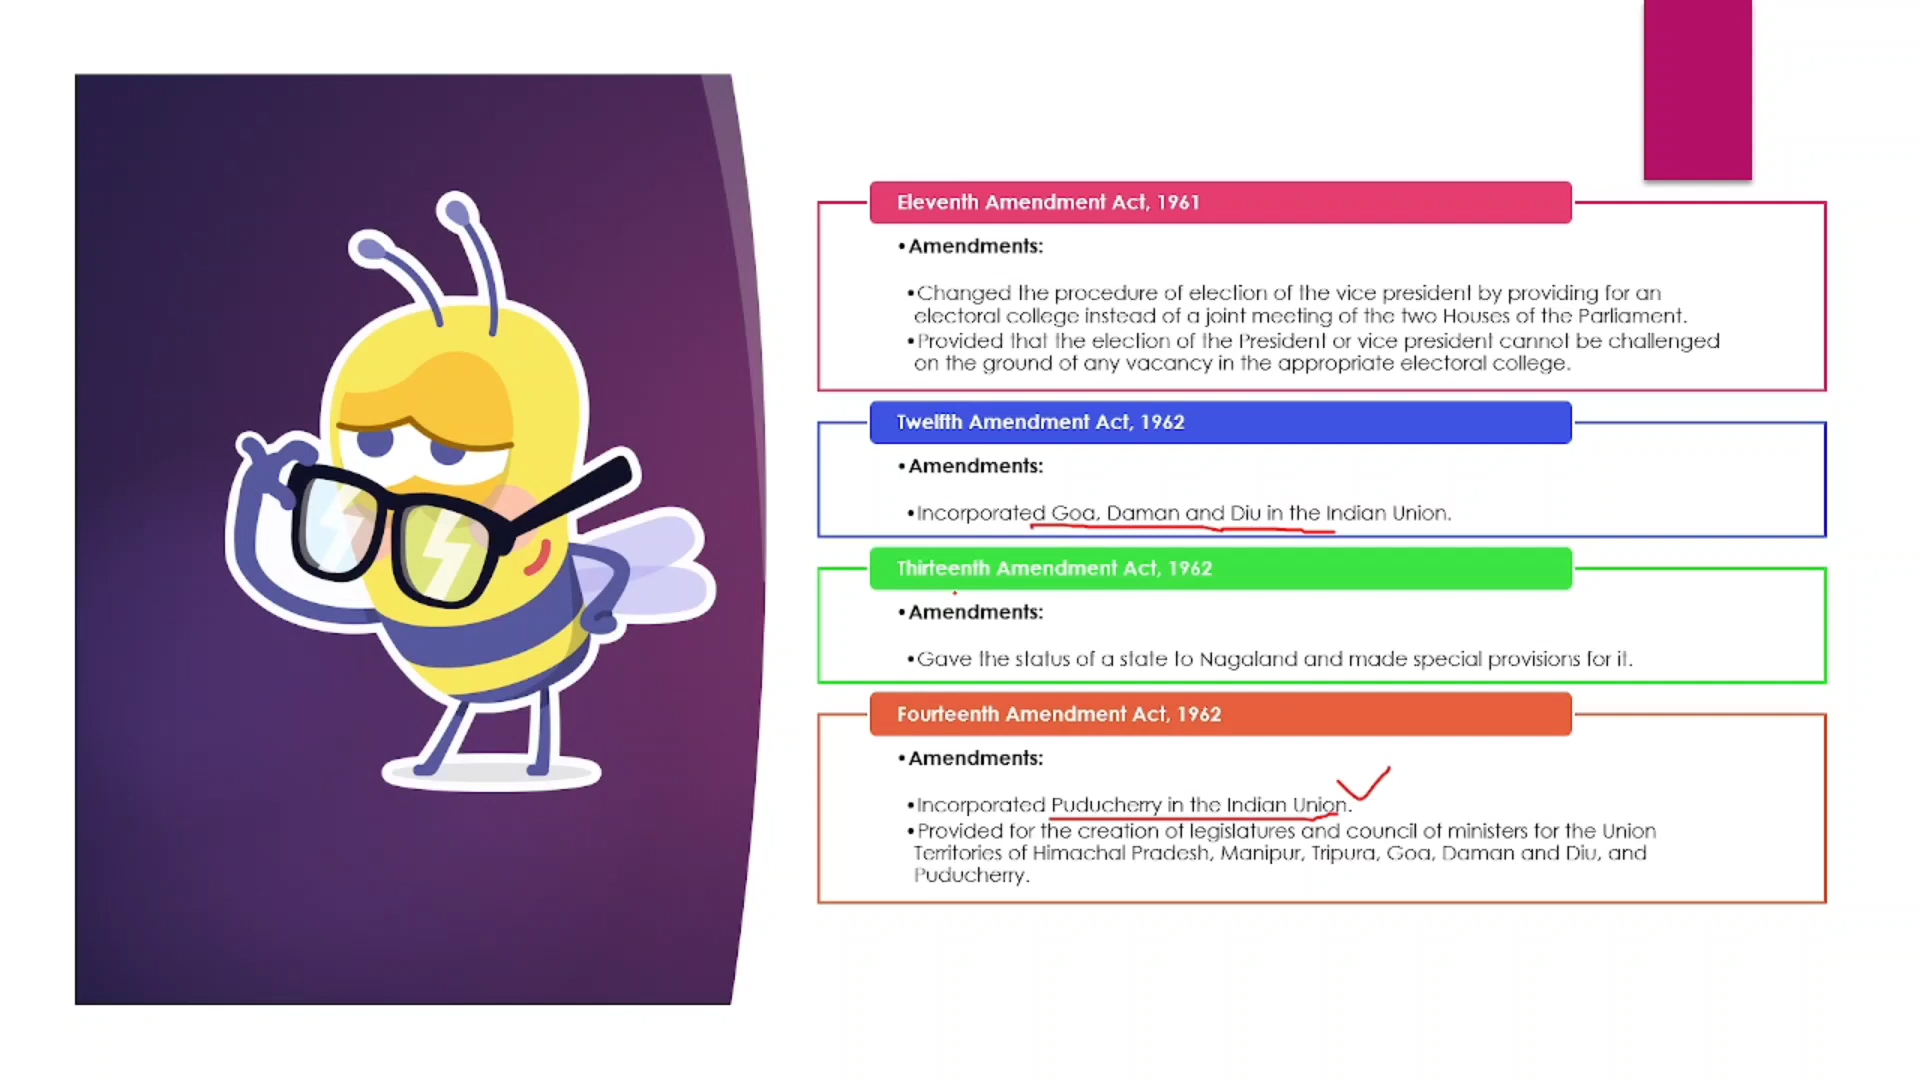 Eleventh Amendment Act, 1961
•Amendments:
•Changed the procedure of election of the vice president by providing for an
electoral college instead of a joint meeting of the two Houses of the Parliament.
•Provided that the election of the President or vice president cannot be challenged
on the ground of any vacancy in the appropriate electoral college.
Twelfth Amendment Act, 1962
•Amendments:
•Incorporated Goa, Daman and Diu in the Indian Union.
Thirteenth Amendment Act, 1962
•Amendments:
•Gave the status of a state to Nagaland and made special provisions for it.
Fourteenth Amendment Act, 1962
•Amendments:
•Incorporated Puducherry in the Indian Union.
•Provided for the creation of legislatures and council of ministers for the Union
Territories of Himachal Pradesh, Manipur, Tripura, Goa, Daman and Diu, and
Puducherry.